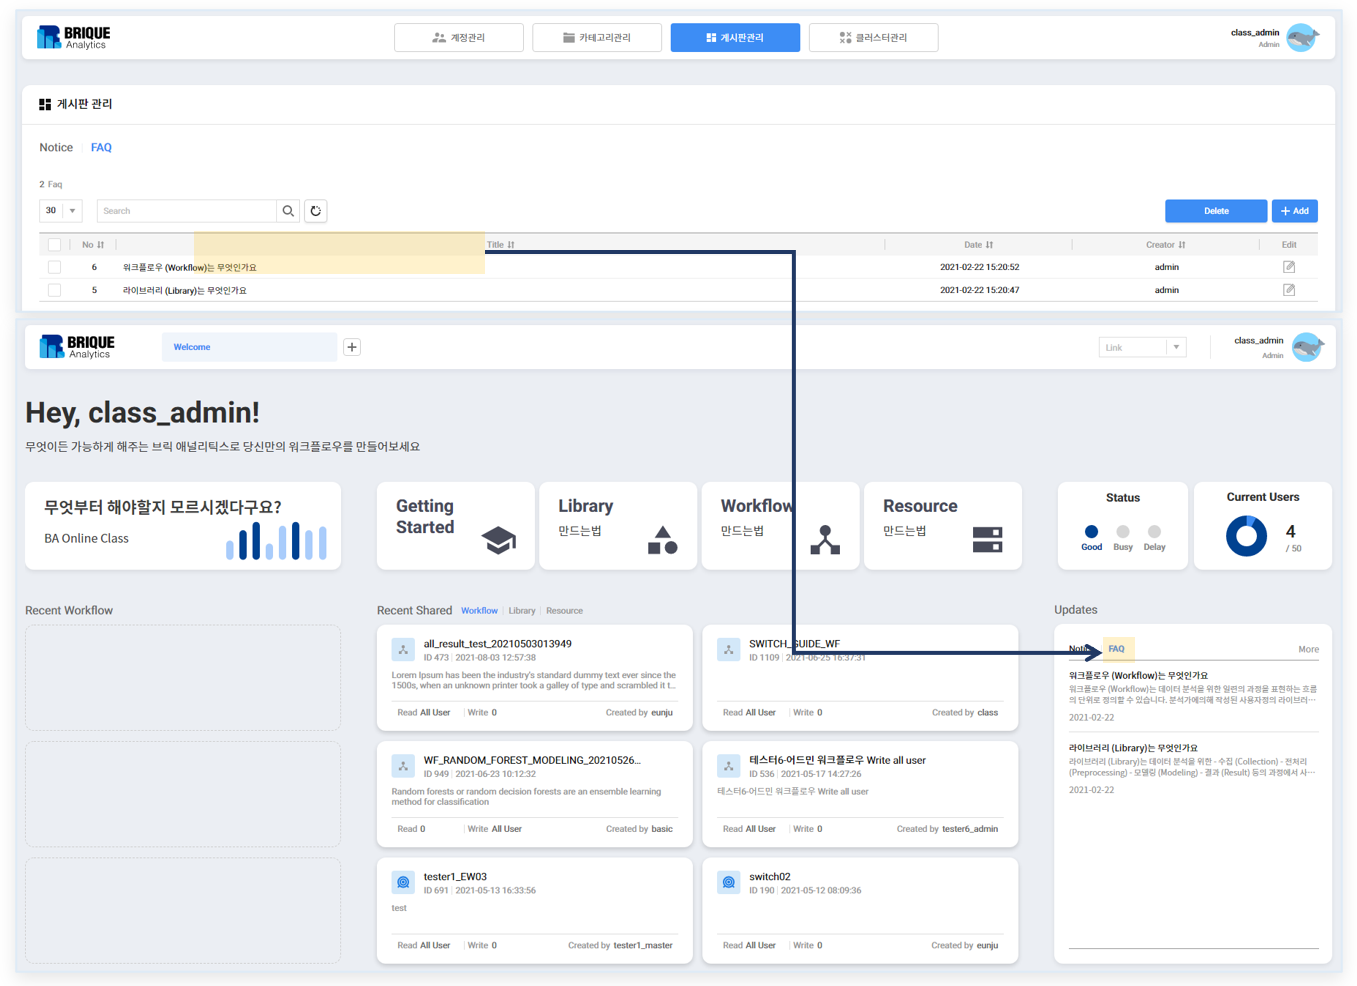 BRIQUE
Analytics
계정관리
카테고리관리
게시판관리
클러스터관리
class_admin
Admin
게시판 관리
Notice
FAQ
2 Faq
30
Search
Delete
+ Add
No
Title
Date
Creator
Edit
6
워크플로우 (Workflow)는 무엇인가요
2021-02-22 15:20:52
admin
5
라이브러리 (Library)는 무엇인가요
2021-02-22 15:20:47
admin
BRIQUE
Analytics
Welcome
+
Link
class_admin
Admin
Hey, class_admin!
무엇이든 가능하게 해주는 브릭 애널리틱스로 당신만의 워크플로우를 만들어보세요
무엇부터 해야할지 모르시겠다구요?
BA Online Class
Getting
Started
Library
만드는법
Workflow
만드는법
Resource
만드는법
Status
Good
Busy
Delay
Current Users
4
/ 50
Recent Workflow
Recent Shared
Workflow
Library
Resource
Updates
all_result_test_20210503013949
ID 473 | 2021-08-03 12:57:38
Lorem Ipsum has been the industry's standard dummy text ever since the
1500s, when an unknown printer took a galley of type and scrambled it t...
Read All User | Write 0
Created by eunju
SWITCH_GUIDE_WF
ID 1109 | 2021-06-25 16:37:31
Read All User | Write 0
Created by class
WF_RANDOM_FOREST_MODELING_20210526...
ID 949 | 2021-06-23 10:12:32
Random forests or random decision forests are an ensemble learning
method for classification
Read 0 | Write All User
Created by basic
테스터6-어드민 워크플로우 Write all user
ID 536 | 2021-05-17 14:27:26
테스터6-어드민 워크플로우 Write all user
Read All User | Write 0
Created by tester6_admin
tester1_EW03
ID 691 | 2021-05-13 16:33:56
test
Read All User | Write 0
Created by tester1_master
switch02
ID 190 | 2021-05-12 08:09:36
Read All User | Write 0
Created by eunju
Notice
FAQ
More
워크플로우 (Workflow)는 무엇인가요
워크플로우 (Workflow)는 데이터 분석을 위한 일련의 과정을 표현하는 흐름
의 단위로 정의할 수 있습니다. 분석가에의해 작성된 사용자정의 라이브러…
2021-02-22
라이브러리 (Library)는 무엇인가요
라이브러리 (Library)는 데이터 분석을 위한 - 수집 (Collection) - 전처리
(Preprocessing) - 모델링 (Modeling) - 결과 (Result) 등의 과정에서 사…
2021-02-22